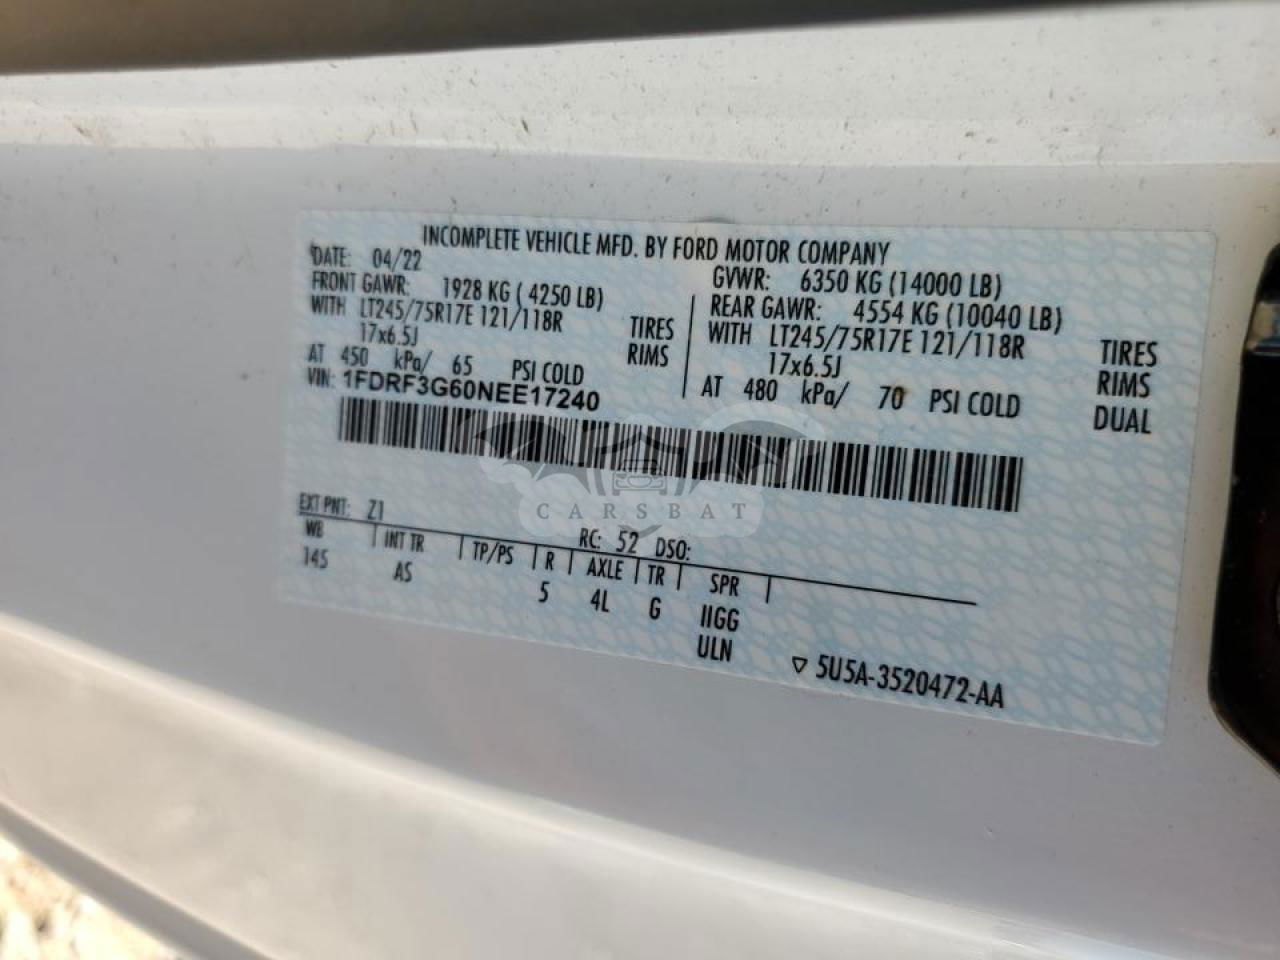 INCOMPLETE VEHICLE MFD. BY FORD MOTOR COMPANY
DATE: 04/22
GVWR: 6350 KG (14000 LB)
FRONT GAWR: 1928 KG ( 4250 LB)
WITH LT245/75R17E 121/118R TIRES
17x6.5J RIMS
AT 450 kPa/ 65 PSI COLD
REAR GAWR: 4554 KG (10040 LB)
WITH LT245/75R17E 121/118R TIRES
17x6.5J RIMS
AT 480 kPa/ 70 PSI COLD DUAL
VIN: 1FDRF3G60NEE17240
CARSBAT
EXT PNT: Z1 RC: 52 DSO:
WB INT TR TP/PS R AXLE TR SPR
145 AS 5 4L G IIGG
ULN
5U5A-3520472-AA